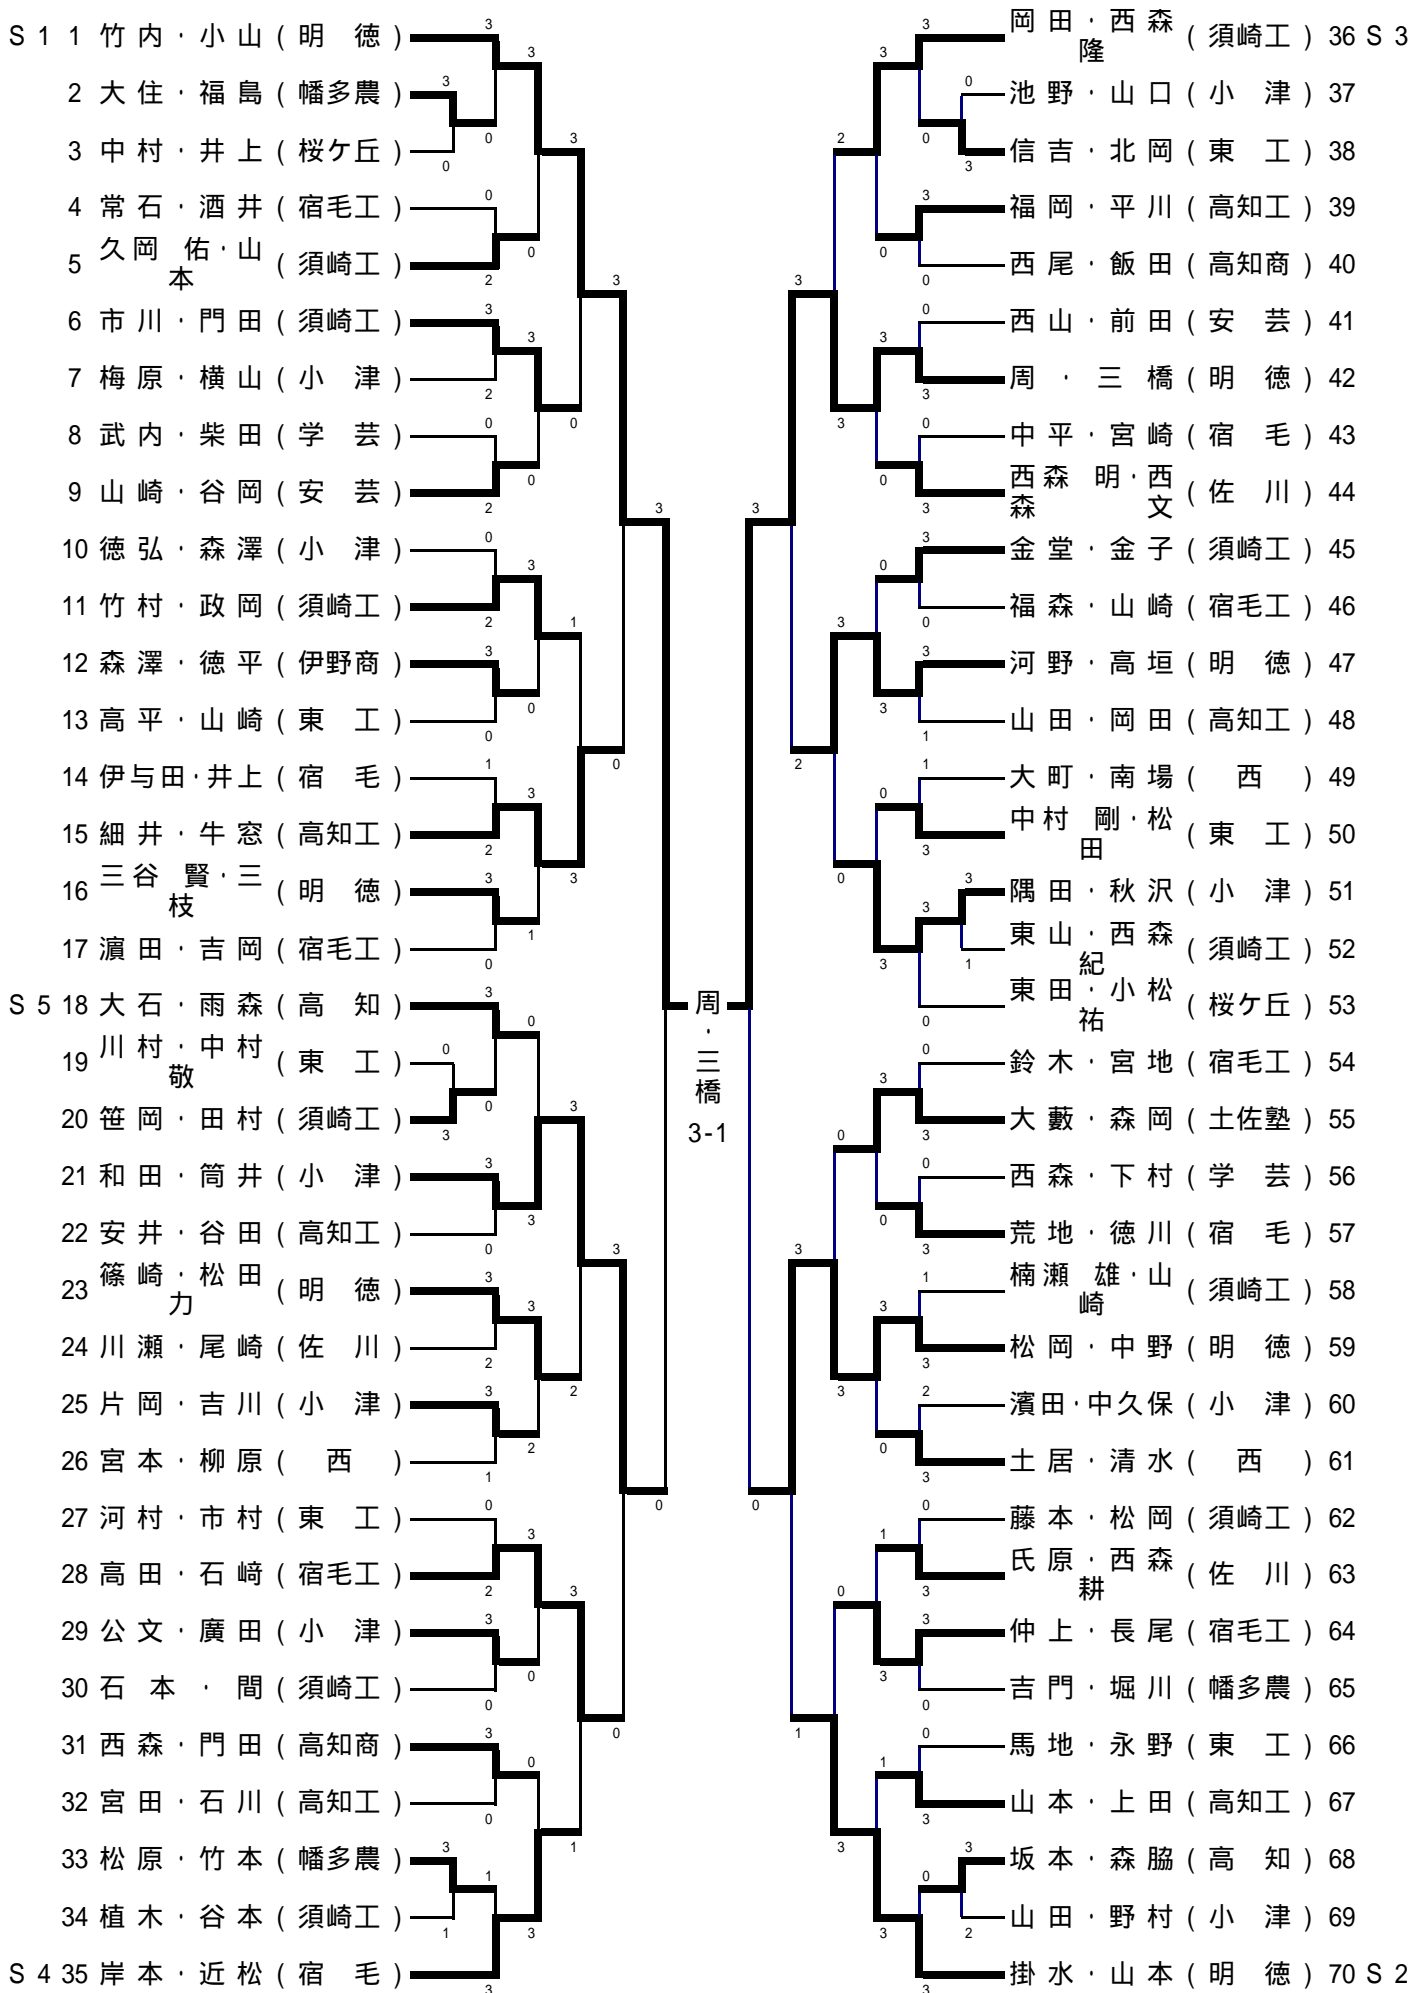 S 1 1 竹内・小山 ( 明 徳 )
2 大住・福島 ( 幡多農 )
3 中村・井上 ( 桜ケ丘 )
4 常石・酒井 ( 宿毛工 )
5 久岡 佑・山本 ( 須崎工 )
6 市川・門田 ( 須崎工 )
7 梅原・横山 ( 小 津 )
8 武内・柴田 ( 学 芸 )
9 山崎・谷岡 ( 安 芸 )
10 徳弘・森澤 ( 小 津 )
11 竹村・政岡 ( 須崎工 )
12 森澤・徳平 ( 伊野商 )
13 高平・山崎 ( 東 工 )
14 伊与田・井上 ( 宿 毛 )
15 細井・牛窓 ( 高知工 )
16 三谷 賢・三枝 ( 明 徳 )
17 濵田・吉岡 ( 宿毛工 )
S 5 18 大石・雨森 ( 高 知 )
19 川村・中村敬 ( 東 工 )
20 笹岡・田村 ( 須崎工 )
21 和田・筒井 ( 小 津 )
22 安井・谷田 ( 高知工 )
23 篠崎・松田力 ( 明 徳 )
24 川瀬・尾崎 ( 佐 川 )
25 片岡・吉川 ( 小 津 )
26 宮本・柳原 ( 西 )
27 河村・市村 ( 東 工 )
28 高田・石﨑 ( 宿毛工 )
29 公文・廣田 ( 小 津 )
30 石本・間 ( 須崎工 )
31 西森・門田 ( 高知商 )
32 宮田・石川 ( 高知工 )
33 松原・竹本 ( 幡多農 )
34 植木・谷本 ( 須崎工 )
S 4 35 岸本・近松 ( 宿 毛 )
周・三橋
3-1
岡田・西森隆 ( 須崎工 ) 36 S 3
池野・山口 ( 小 津 ) 37
信吉・北岡 ( 東 工 ) 38
福岡・平川 ( 高知工 ) 39
西尾・飯田 ( 高知商 ) 40
西山・前田 ( 安 芸 ) 41
周・三橋 ( 明 徳 ) 42
中平・宮崎 ( 宿 毛 ) 43
西森 明・西森 文 ( 佐 川 ) 44
金堂・金子 ( 須崎工 ) 45
福森・山崎 ( 宿毛工 ) 46
河野・高垣 ( 明 徳 ) 47
山田・岡田 ( 高知工 ) 48
大町・南場 ( 西 ) 49
中村 剛・松田 ( 東 工 ) 50
隅田・秋沢 ( 小 津 ) 51
東山・西森紀 ( 須崎工 ) 52
東田・小松祐 ( 桜ケ丘 ) 53
鈴木・宮地 ( 宿毛工 ) 54
大藪・森岡 ( 土佐塾 ) 55
西森・下村 ( 学 芸 ) 56
荒地・徳川 ( 宿 毛 ) 57
楠瀬 雄・山崎 ( 須崎工 ) 58
松岡・中野 ( 明 徳 ) 59
濱田・中久保 ( 小 津 ) 60
土居・清水 ( 西 ) 61
藤本・松岡 ( 須崎工 ) 62
氏原・西森耕 ( 佐 川 ) 63
仲上・長尾 ( 宿毛工 ) 64
吉門・堀川 ( 幡多農 ) 65
馬地・永野 ( 東 工 ) 66
山本・上田 ( 高知工 ) 67
坂本・森脇 ( 高 知 ) 68
山田・野村 ( 小 津 ) 69
掛水・山本 ( 明 徳 ) 70 S 2